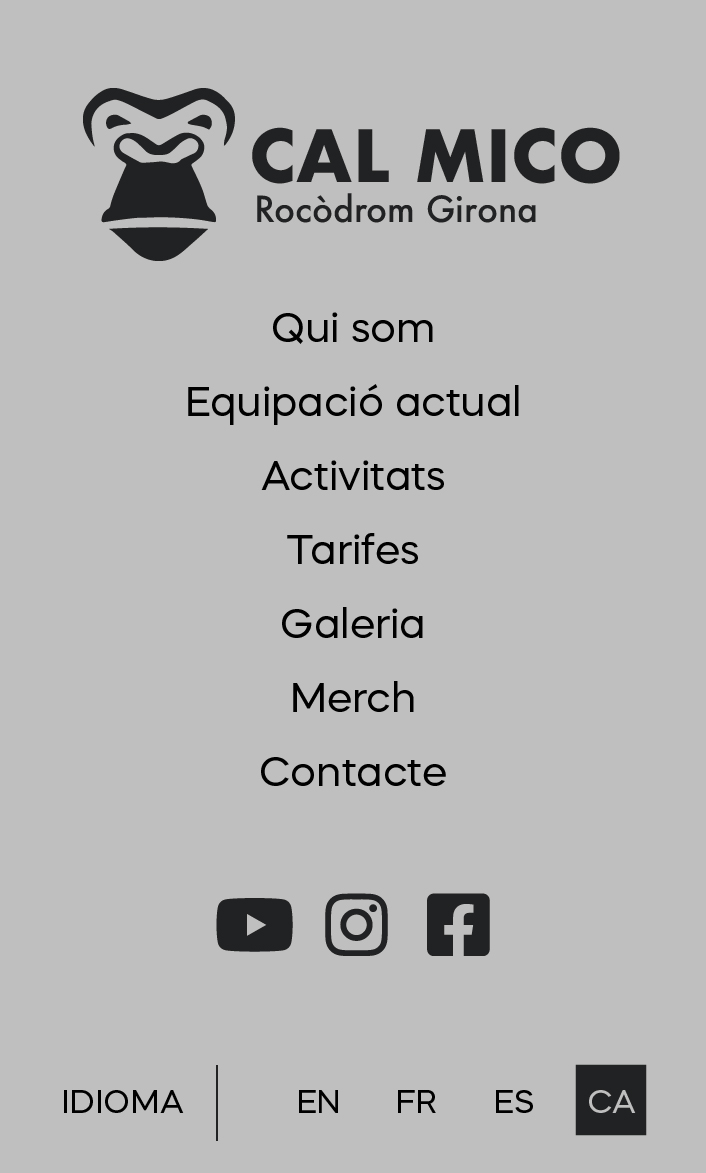 CAL MICO
Rocòdrom Girona
Qui som
Equipació actual
Activitats
Tarifes
Galeria
Merch
Contacte
IDIOMA EN FR ES CA